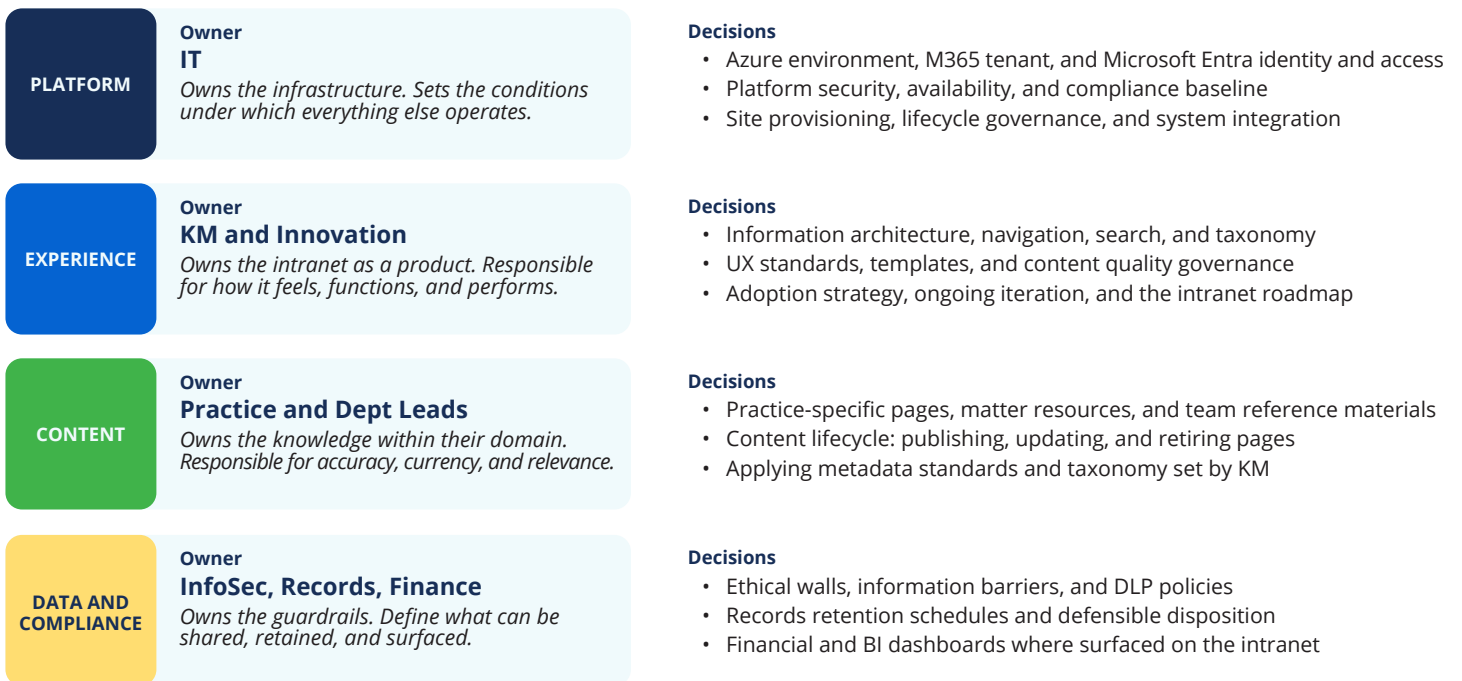 PLATFORM
Owner
IT
Owns the infrastructure. Sets the conditions
under which everything else operates.
Decisions
• Azure environment, M365 tenant, and Microsoft Entra identity and access
• Platform security, availability, and compliance baseline
• Site provisioning, lifecycle governance, and system integration
EXPERIENCE
Owner
KM and Innovation
Owns the intranet as a product. Responsible
for how it feels, functions, and performs.
Decisions
• Information architecture, navigation, search, and taxonomy
• UX standards, templates, and content quality governance
• Adoption strategy, ongoing iteration, and the intranet roadmap
CONTENT
Owner
Practice and Dept Leads
Owns the knowledge within their domain.
Responsible for accuracy, currency, and relevance.
Decisions
• Practice-specific pages, matter resources, and team reference materials
• Content lifecycle: publishing, updating, and retiring pages
• Applying metadata standards and taxonomy set by KM
DATA AND
COMPLIANCE
Owner
InfoSec, Records, Finance
Owns the guardrails. Define what can be
shared, retained, and surfaced.
Decisions
• Ethical walls, information barriers, and DLP policies
• Records retention schedules and defensible disposition
• Financial and BI dashboards where surfaced on the intranet